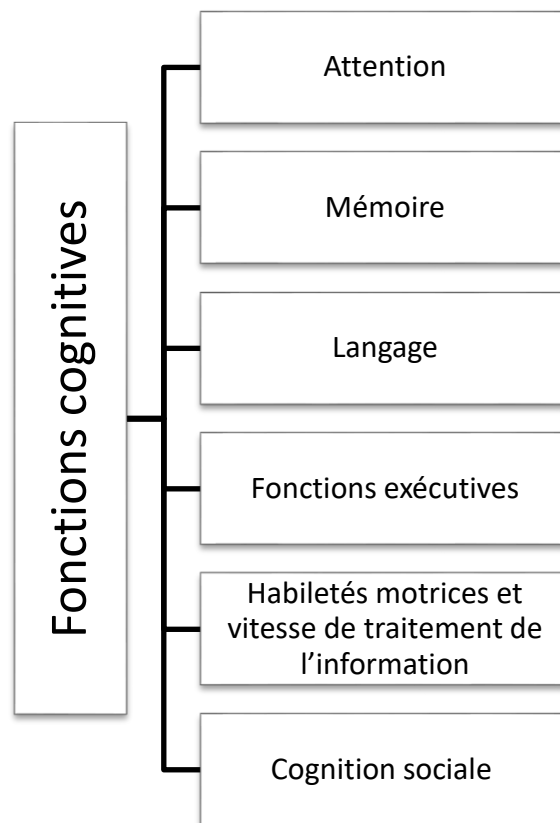 Fonctions cognitives
Attention
Mémoire
Langage
Fonctions exécutives
Habiletés motrices et
vitesse de traitement de
l’information
Cognition sociale